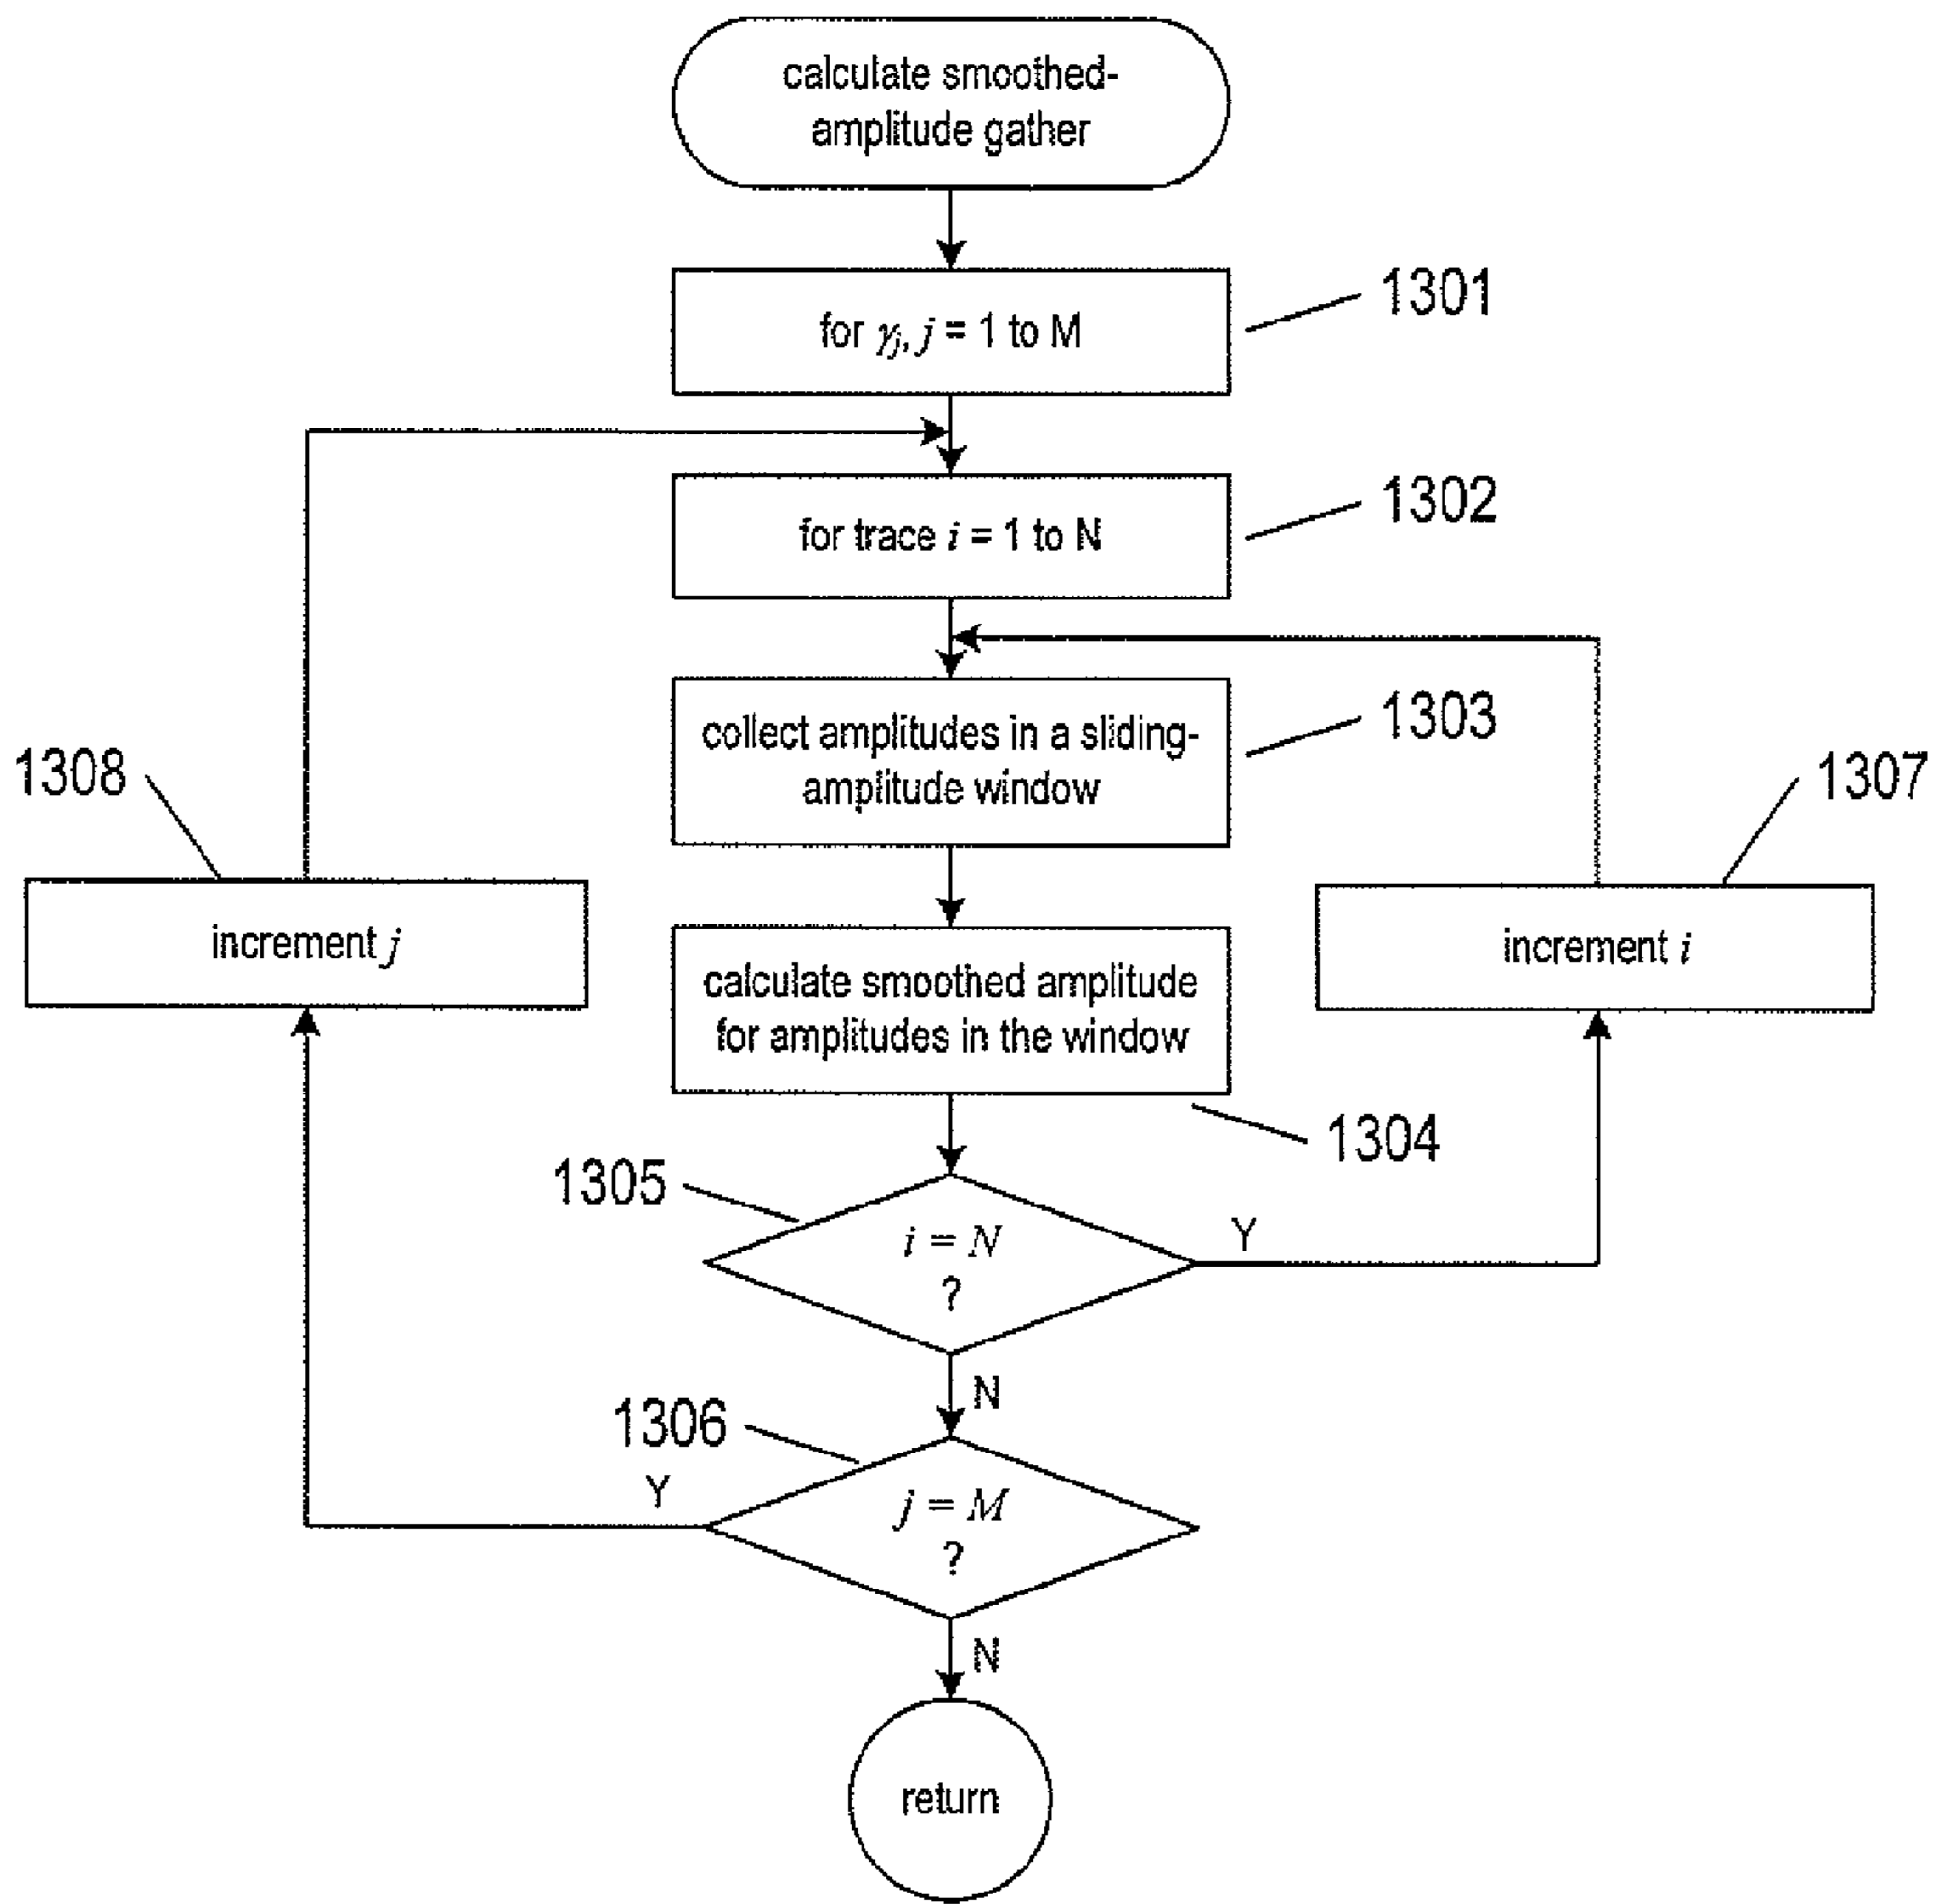 calculate smoothed-
amplitude gather
1301
for γj, j = 1 to M
1302
for trace i = 1 to N
1303
collect amplitudes in a sliding-
amplitude window
1308
1307
increment j
increment i
calculate smoothed amplitude
for amplitudes in the window
1304
1305
i = N
?
Y
N
1306
Y
j = M
?
N
return